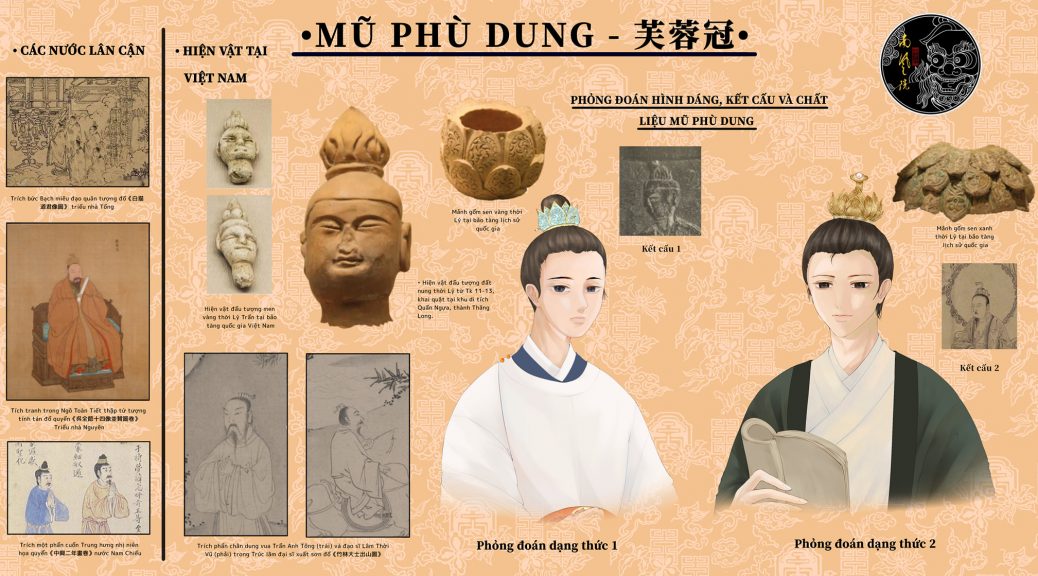 •MŨ PHÙ DUNG - 芙蓉冠•
• CÁC NƯỚC LÂN CẬN
Trích bức Bạch miêu đạo quân tượng đồ《白描
道君像圖》 triều nhà Tống
Tích tranh trong Ngô Toàn Tiết thập tứ tượng
tính tán đồ quyển《吳全節十四像並贊圖卷》
Triều nhà Nguyên
Trích một phần cuốn Trung hưng nhị niên
họa quyển《中興二年畫卷》 nước Nam Chiếu
• HIỆN VẬT TẠI
VIỆT NAM
Hiện vật đầu tượng men
vàng thời Lý Trần tại bảo
tàng quốc gia Việt Nam
• Hiện vật đầu tượng đất
nung thời Lý từ Tk 11-13,
khai quật tại khu di tích
Quần Ngựa, thành Thăng
Long.
Trích phần chân dung vua Trần Anh Tông (trái) và đạo sĩ Lâm Thời
Vũ (phải) trong Trúc lâm đại sĩ xuất sơn đồ《竹林大士出山圖》
Mảnh gốm sen vàng thời
Lý tại bảo tàng lịch sử
quốc gia
PHỎNG ĐOÁN HÌNH DÁNG, KẾT CẤU VÀ CHẤT
LIỆU MŨ PHÙ DUNG
Kết cấu 1
Mảnh gốm sen xanh
thời Lý tại bảo tàng
lịch sử quốc gia
Kết cấu 2
Phỏng đoán dạng thức 1
Phỏng đoán dạng thức 2